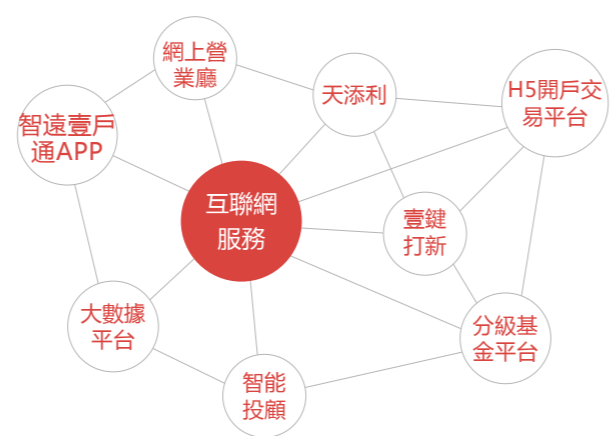 網上營
業廳
天添利
H5開戶交
易平台
智遠壹戶
通APP
互聯網
服務
壹鍵
打新
大數據
平台
分級基
金平台
智能
投顧